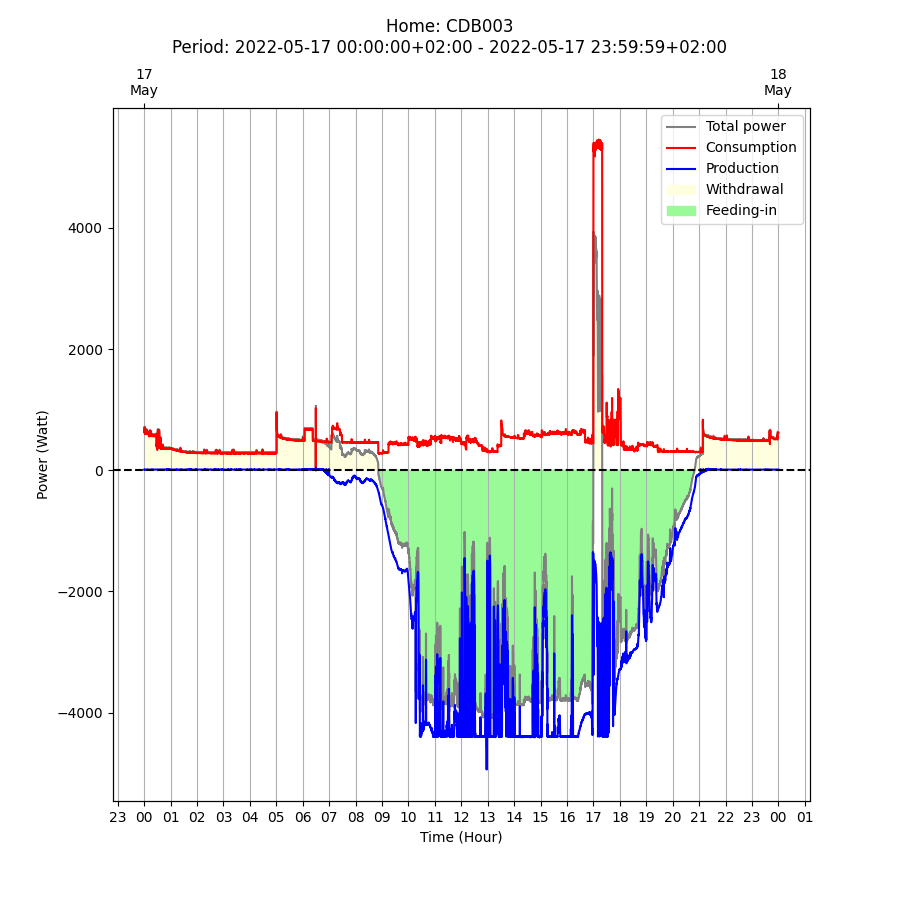 Home: CDB003
Period: 2022-05-17 00:00:00+02:00 - 2022-05-17 23:59:59+02:00
17 18
May May
Total power
Consumption
Production
Withdrawal
Feeding-in
4000
2000
0
−2000
−4000
Power (Watt)
23 00 01 02 03 04 05 06 07 08 09 10 11 12 13 14 15 16 17 18 19 20 21 22 23 00 01
Time (Hour)